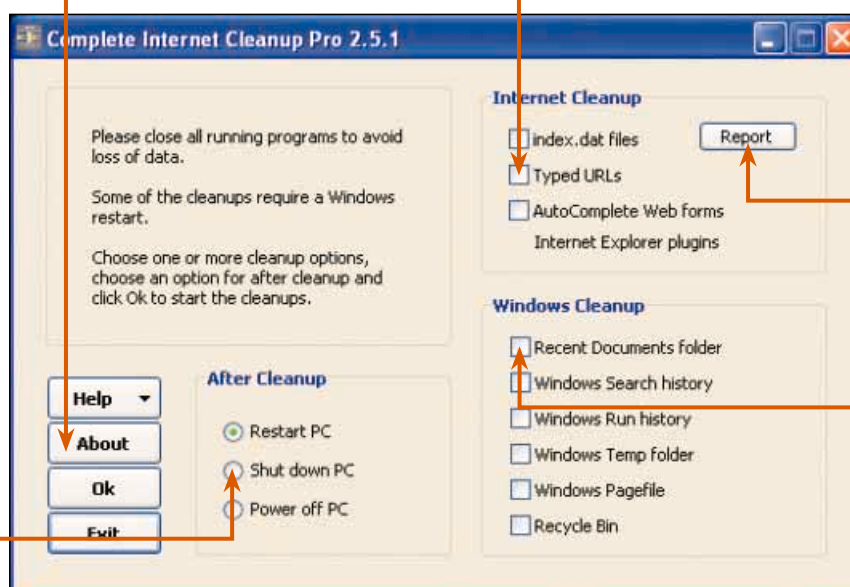 Complete Internet Cleanup Pro 2.5.1
Please close all running programs to avoid
loss of data.
Some of the cleanups require a Windows
restart.
Choose one or more cleanup options,
choose an option for after cleanup and
click Ok to start the cleanups.
Internet Cleanup
index.dat files
Report
Typed URLs
AutoComplete Web forms
Internet Explorer plugins
Windows Cleanup
Recent Documents folder
Windows Search history
Windows Run history
Windows Temp folder
Windows Pagefile
Recycle Bin
Help
About
Ok
Exit
After Cleanup
Restart PC
Shut down PC
Power off PC